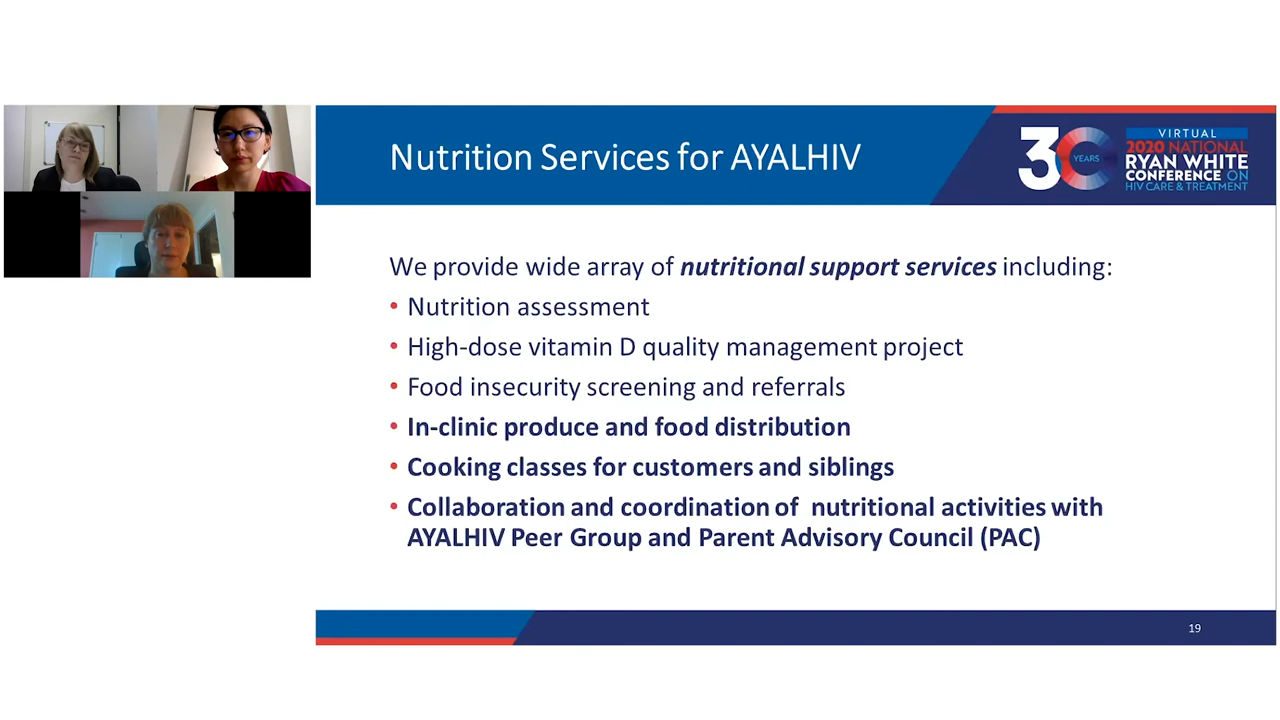 Nutrition Services for AYALHIV
30
YEARS
VIRTUAL
2020 NATIONAL
RYAN WHITE
CONFERENCE ON
HIV CARE & TREATMENT
We provide wide array of nutritional support services including:
• Nutrition assessment
• High-dose vitamin D quality management project
• Food insecurity screening and referrals
• In-clinic produce and food distribution
• Cooking classes for customers and siblings
• Collaboration and coordination of  nutritional activities with
AYALHIV Peer Group and Parent Advisory Council (PAC)
19